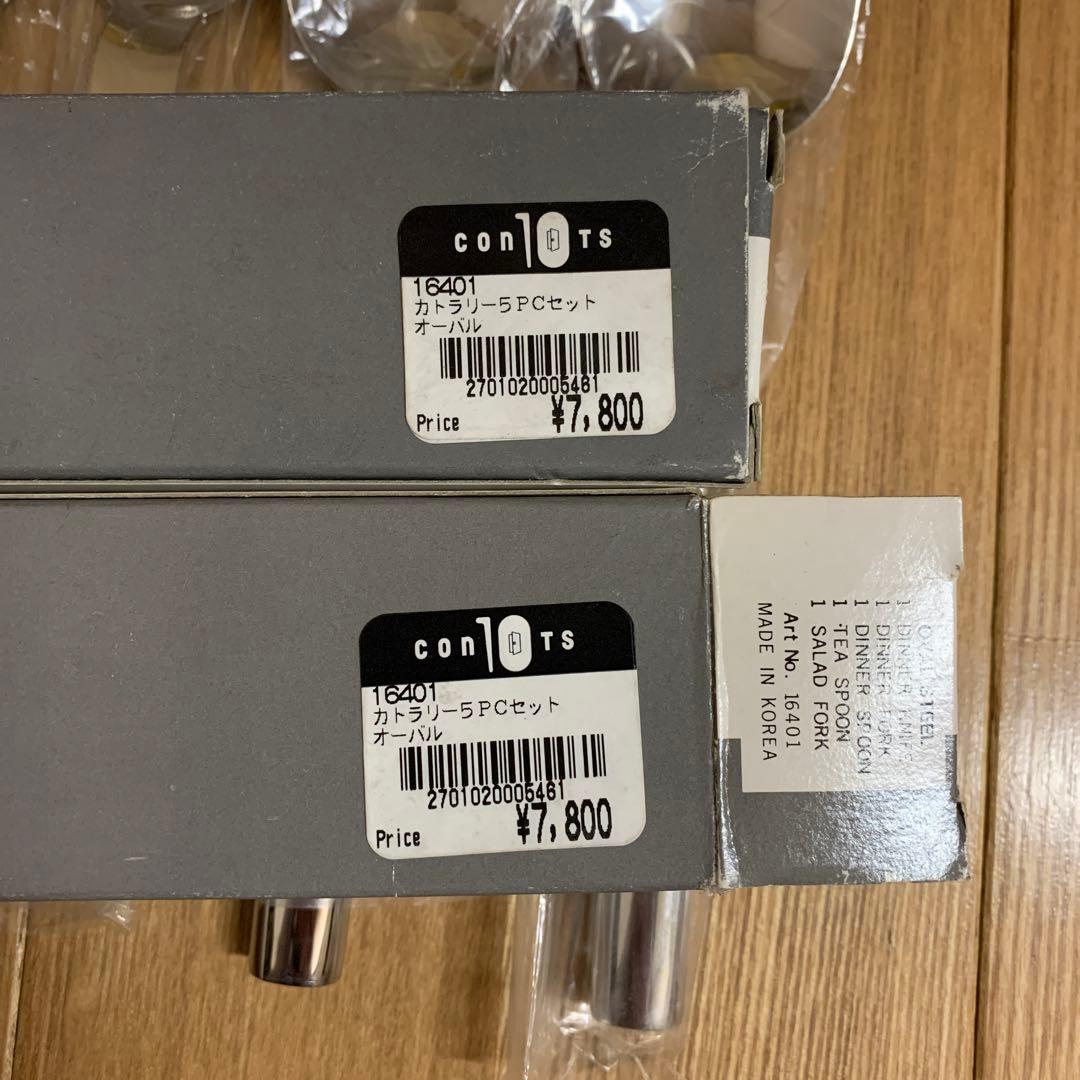 con10TS
16401
カトラリー5PCセット
オーバル
2701020005461
Price ¥7,800
con10TS
16401
カトラリー5PCセット
オーバル
2701020005461
Price ¥7,800
OVAL STEEL
1 DINNER KNIFE
1 DINNER FORK
1 DINNER SPOON
1 TEA SPOON
1 SALAD FORK
Art No. 16401
MADE IN KOREA